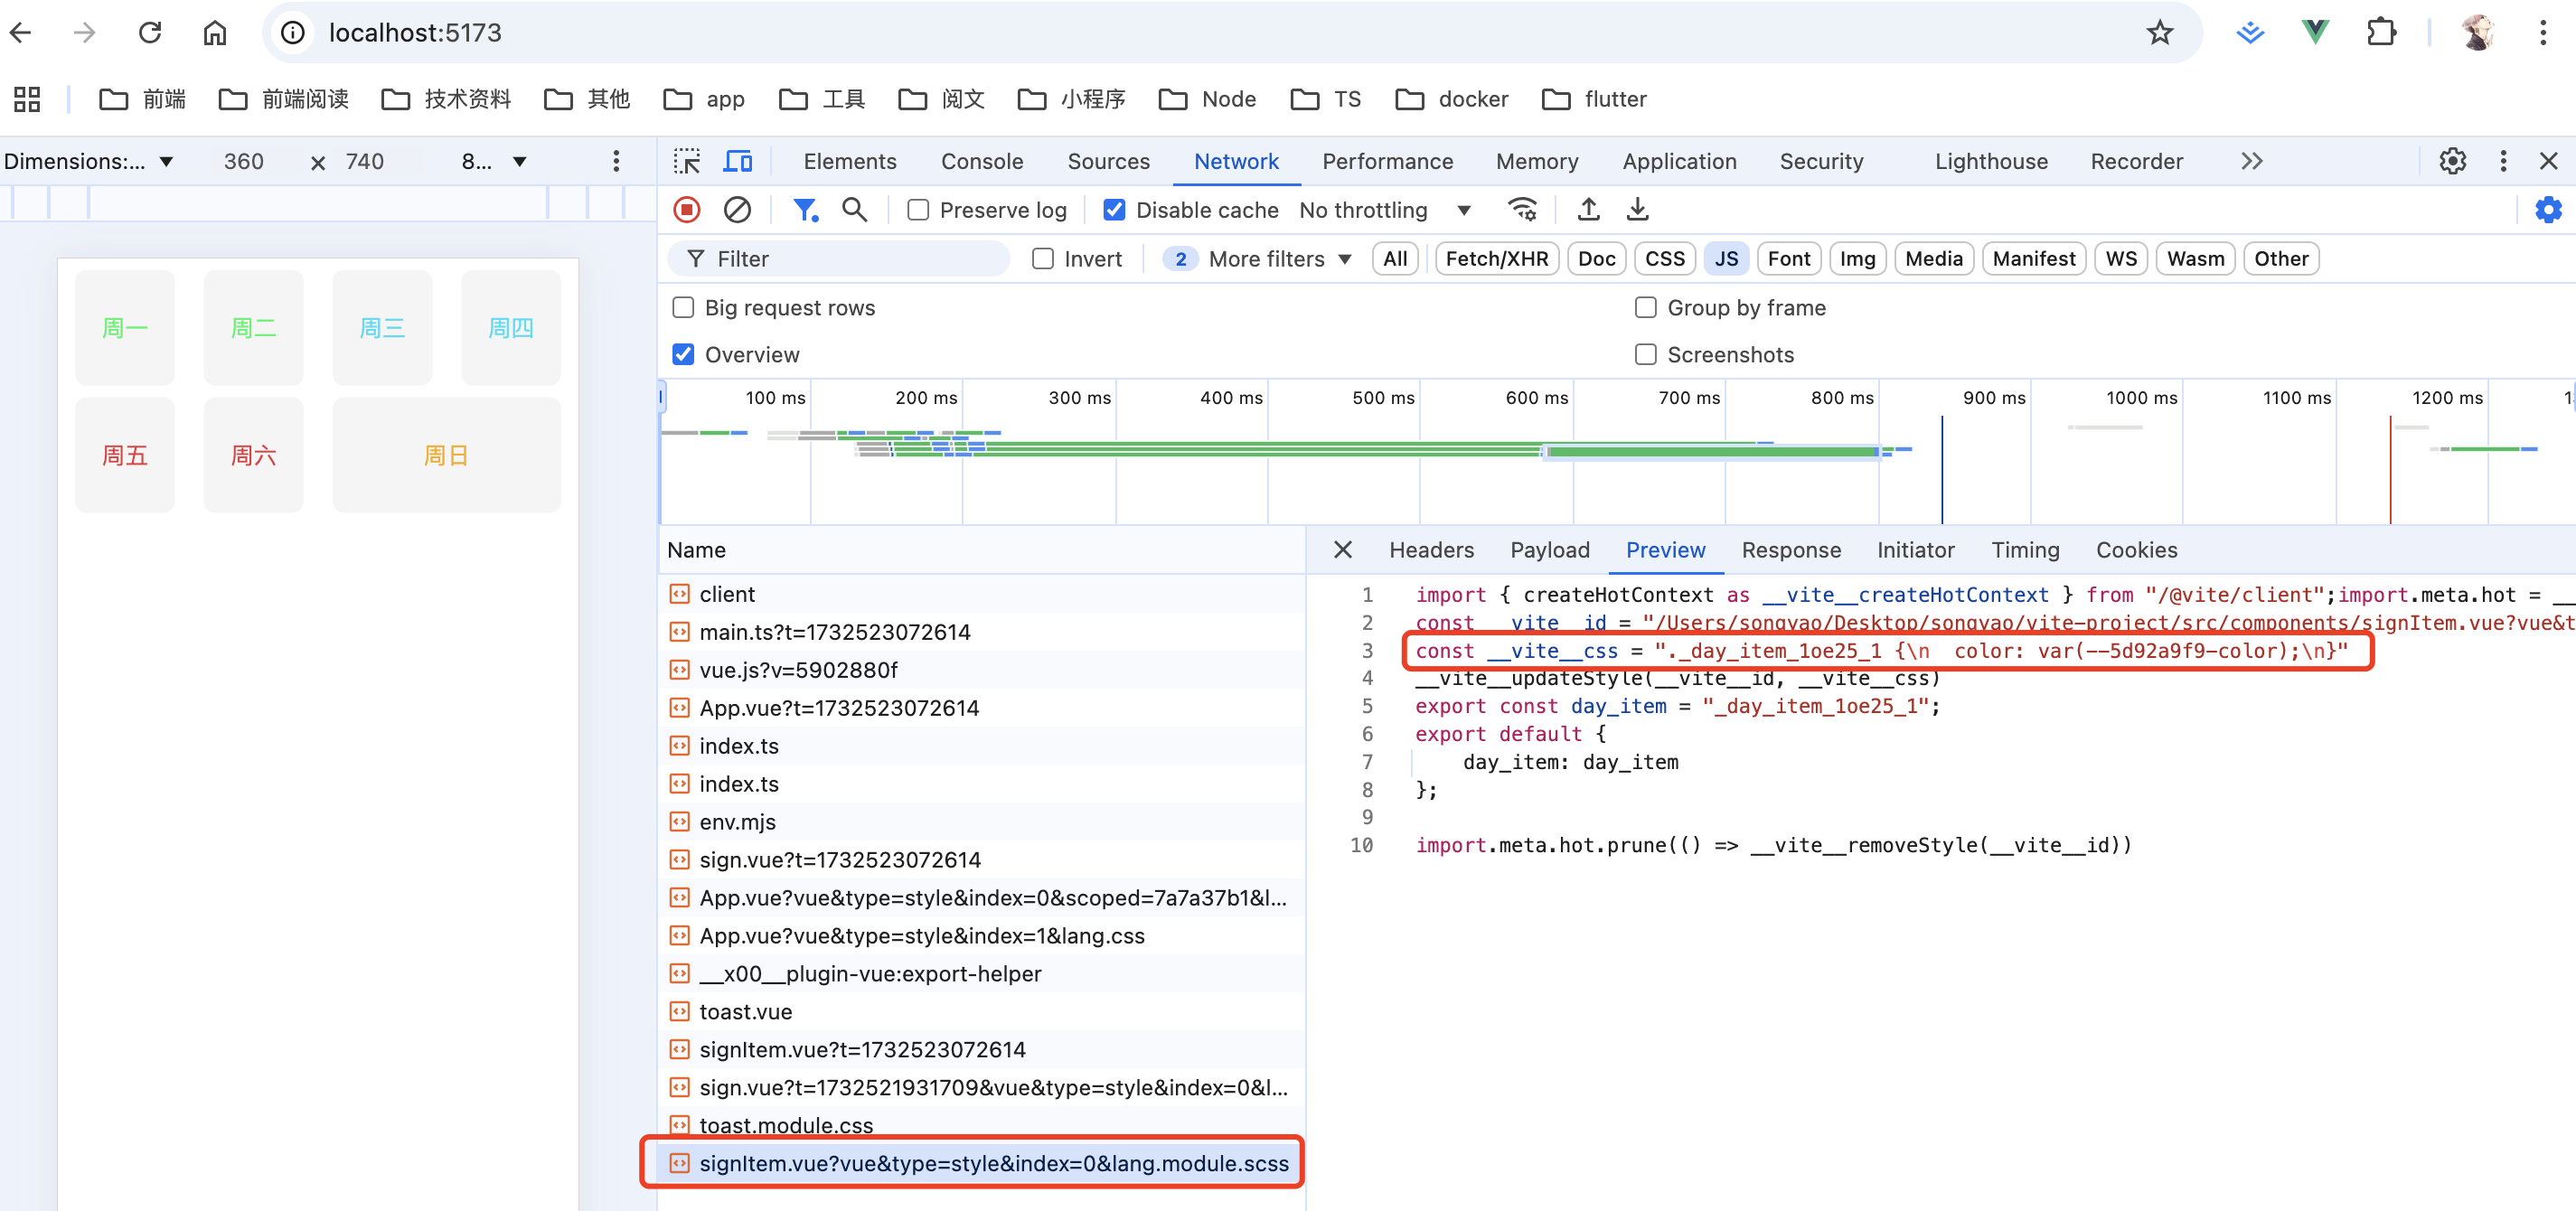 localhost:5173
前端 前端阅读 技术资料 其他 app 工具 阅文 小程序 Node TS docker flutter
Dimensions:... 360 x 740 8...
Elements Console Sources Network Performance Memory Application Security Lighthouse Recorder
Preserve log Disable cache No throttling
Filter Invert 2 More filters All Fetch/XHR Doc CSS JS Font Img Media Manifest WS Wasm Other
Big request rows Group by frame
Overview Screenshots
100 ms 200 ms 300 ms 400 ms 500 ms 600 ms 700 ms 800 ms 900 ms 1000 ms 1100 ms 1200 ms
周一 周二 周三 周四
周五 周六 周日
Name
client
main.ts?t=1732523072614
vue.js?v=5902880f
App.vue?t=1732523072614
index.ts
index.ts
env.mjs
sign.vue?t=1732523072614
App.vue?vue&type=style&index=0&scoped=7a7a37b1&l...
App.vue?vue&type=style&index=1&lang.css
__x00__plugin-vue:export-helper
toast.vue
signItem.vue?t=1732523072614
sign.vue?t=1732521931709&vue&type=style&index=0&l...
toast.module.css
signItem.vue?vue&type=style&index=0&lang.module.scss
Headers Payload Preview Response Initiator Timing Cookies
1 import { createHotContext as __vite__createHotContext } from "/@vite/client";import.meta.hot = __
2 const __vite__id = "/Users/songyao/Desktop/songyao/vite-project/src/components/signItem.vue?vue&t
3 const __vite__css = "._day_item_1oe25_1 {\n  color: var(--5d92a9f9-color);\n}"
4 __vite__updateStyle(__vite__id, __vite__css)
5 export const day_item = "_day_item_1oe25_1";
6 export default {
7     day_item: day_item
8 };
9
10 import.meta.hot.prune(() => __vite__removeStyle(__vite__id))